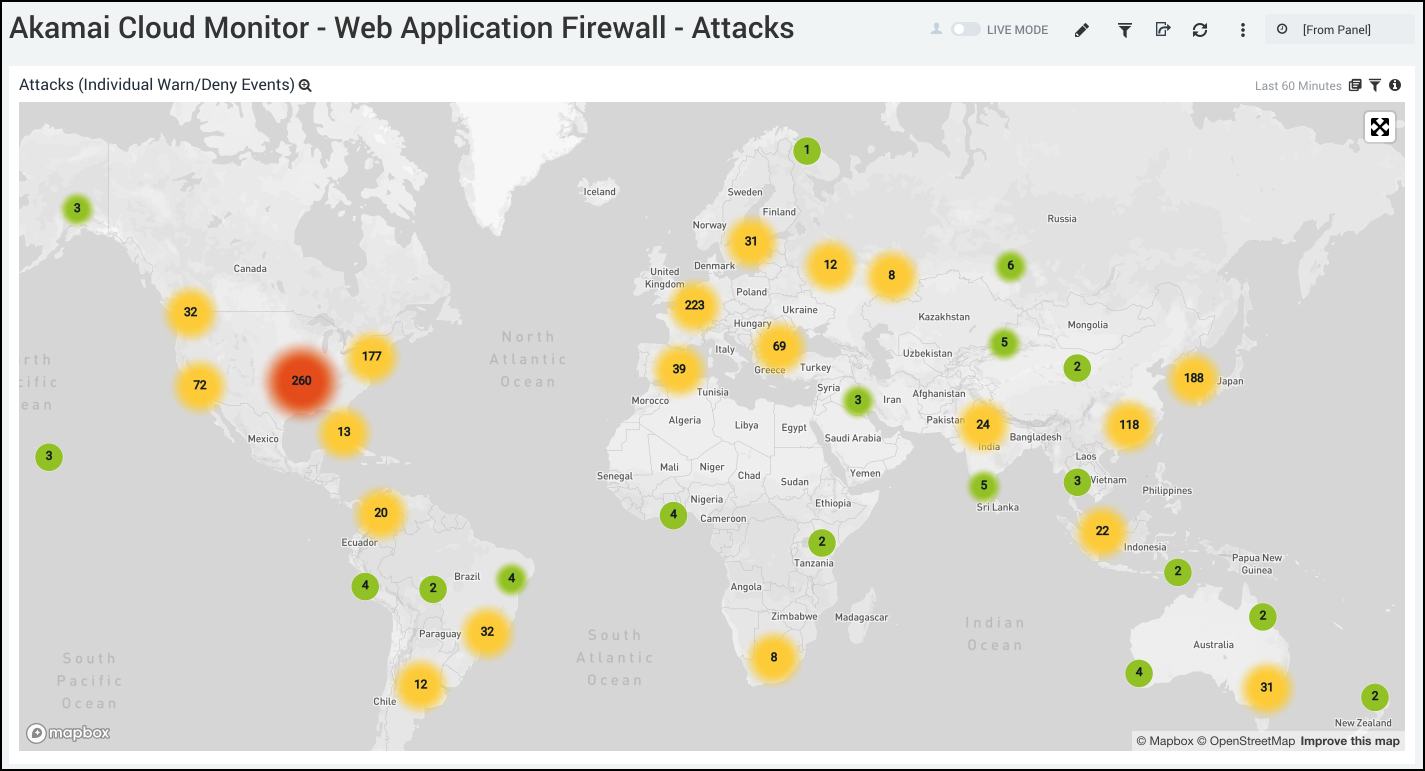 Akamai Cloud Monitor - Web Application Firewall - Attacks
LIVE MODE
[From Panel]
Attacks (Individual Warn/Deny Events)
Last 60 Minutes
1
Iceland
Sweden
3
Finland
Russia
Norway
31
Canada
Denmark
12
8
6
United
Kingdom
Poland
32
223
Ukraine
Kazakhstan
Mongolia
Hungary
North
Atlantic
Ocean
rth
cific
ean
177
Italy
69
5
Uzbekistan
260
72
39
Greece
Turkey
2
188
Japan
Syria
Tunisia
Morocco
3
Iran
Afghanistan
Algeria
Libya
Egypt
Pakistan
24
118
13
Mexico
Saudi Arabia
India
Bangladesh
3
Laos
Mali
Niger
Chad
Senegal
Sudan
Yemen
5
3
Vietnam
Philippines
Nigeria
Ethiopia
Sri Lanka
20
4
Cameroon
22
Ecuador
2
Indonesia
Tanzania
Papua New
Guinea
4
2
Brazil
4
Angola
2
Zimbabwe
Madagascar
2
Indian
Ocean
Paraguay
32
South
Atlantic
Ocean
Australia
South
Pacific
Ocean
8
4
12
31
Chile
2
New Zealand
mapbox
© Mapbox © OpenStreetMap Improve this map